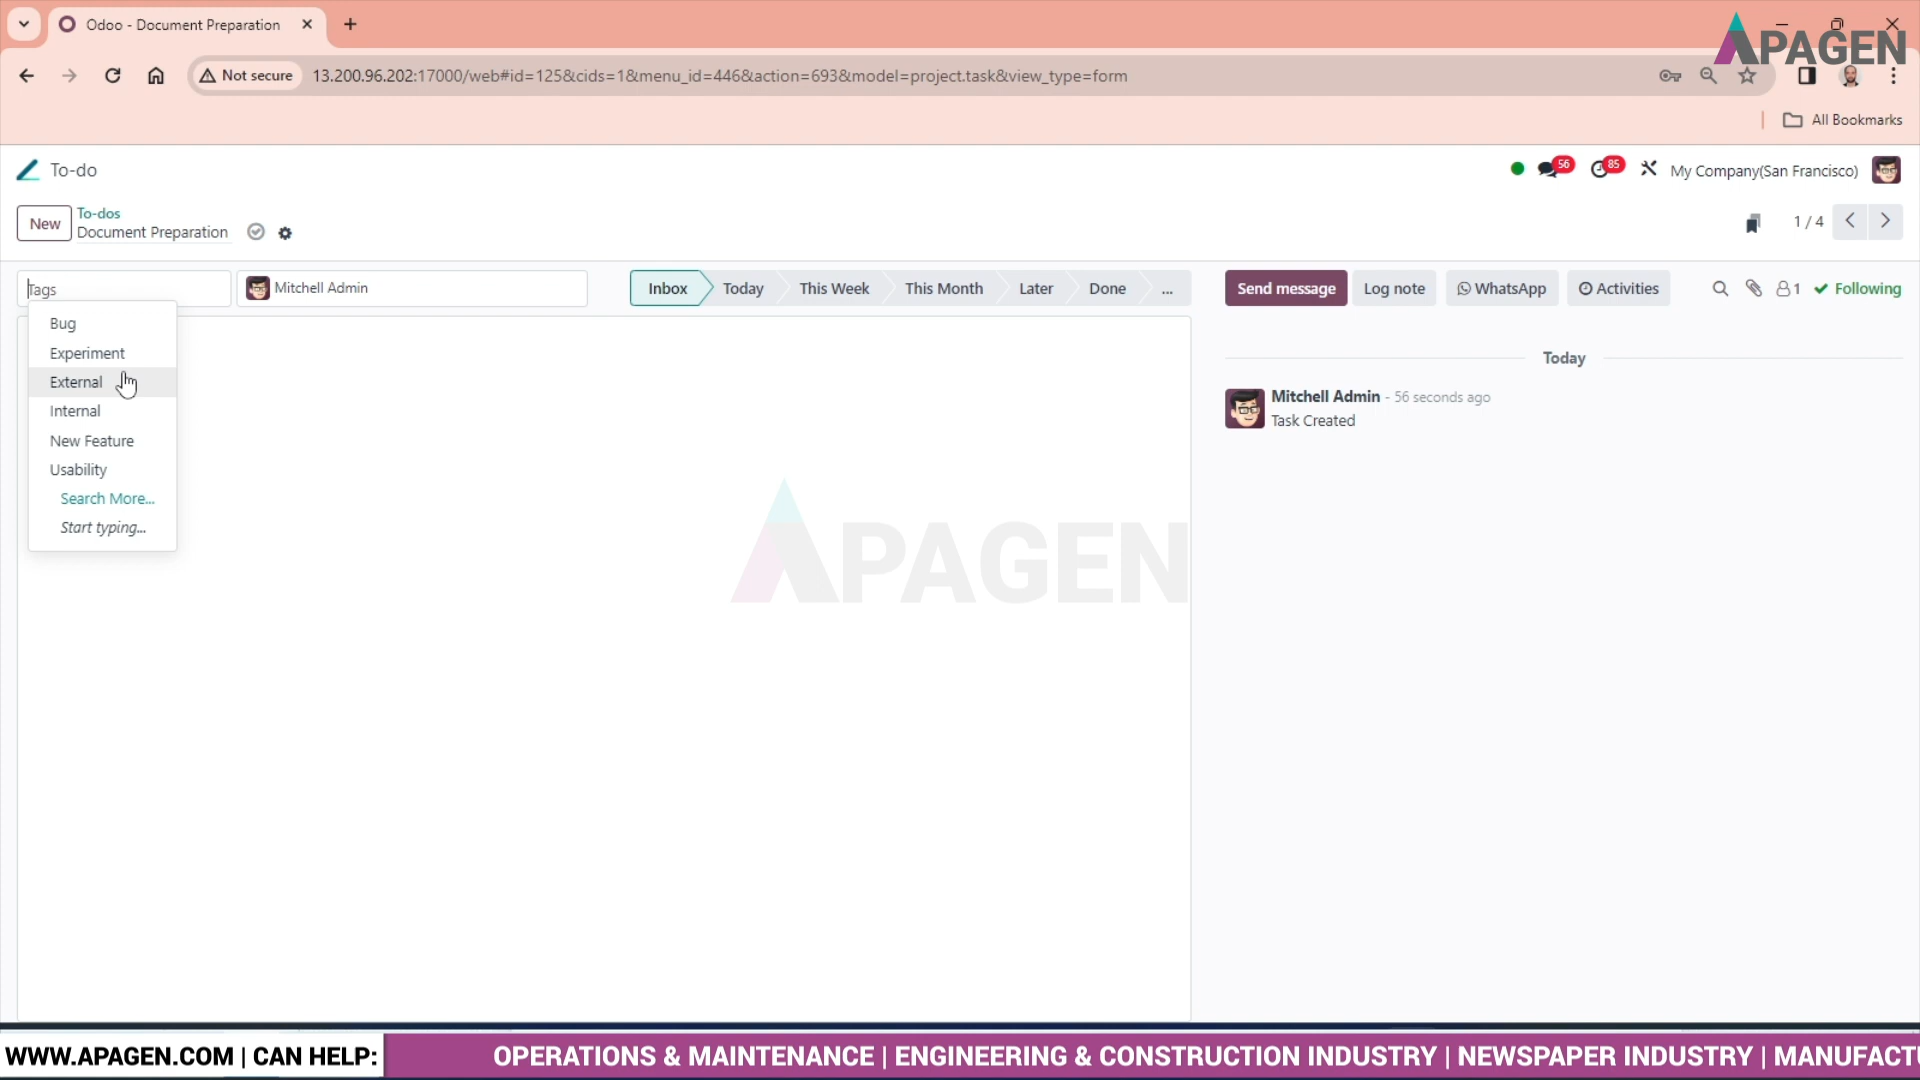 Odoo - Document Preparation
APAGEN
Not secure
13.200.96.202:17000/web#id=125&cids=1&menu_id=446&action=693&model=project.task&view_type=form
All Bookmarks
To-do
56
85
My Company(San Francisco)
New
To-dos
Document Preparation
1 / 4
Tags
Mitchell Admin
Inbox
Today
This Week
This Month
Later
Done
...
Send message
Log note
WhatsApp
Activities
1
Following
Bug
Experiment
External
Internal
New Feature
Usability
Search More...
Start typing...
Today
Mitchell Admin - 56 seconds ago
Task Created
APAGEN
WWW.APAGEN.COM | CAN HELP:
OPERATIONS & MAINTENANCE | ENGINEERING & CONSTRUCTION INDUSTRY | NEWSPAPER INDUSTRY | MANUFACTU